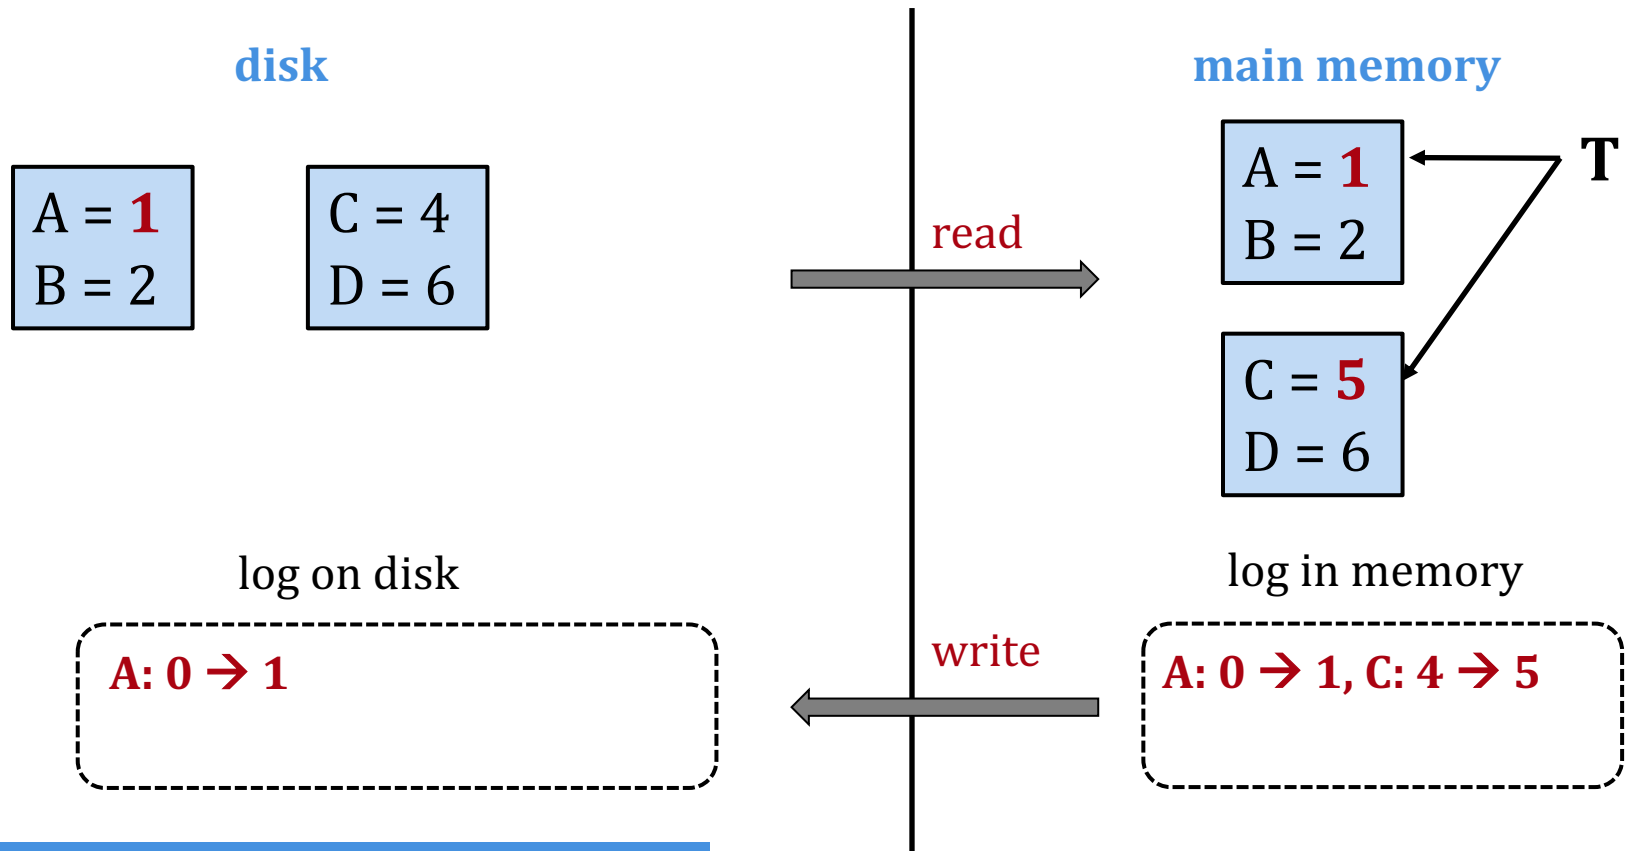 disk
main memory
A = 1
B = 2
C = 4
D = 6
read
A = 1
B = 2
T
C = 5
D = 6
log on disk
log in memory
A: 0 → 1
write
A: 0 → 1, C: 4 → 5